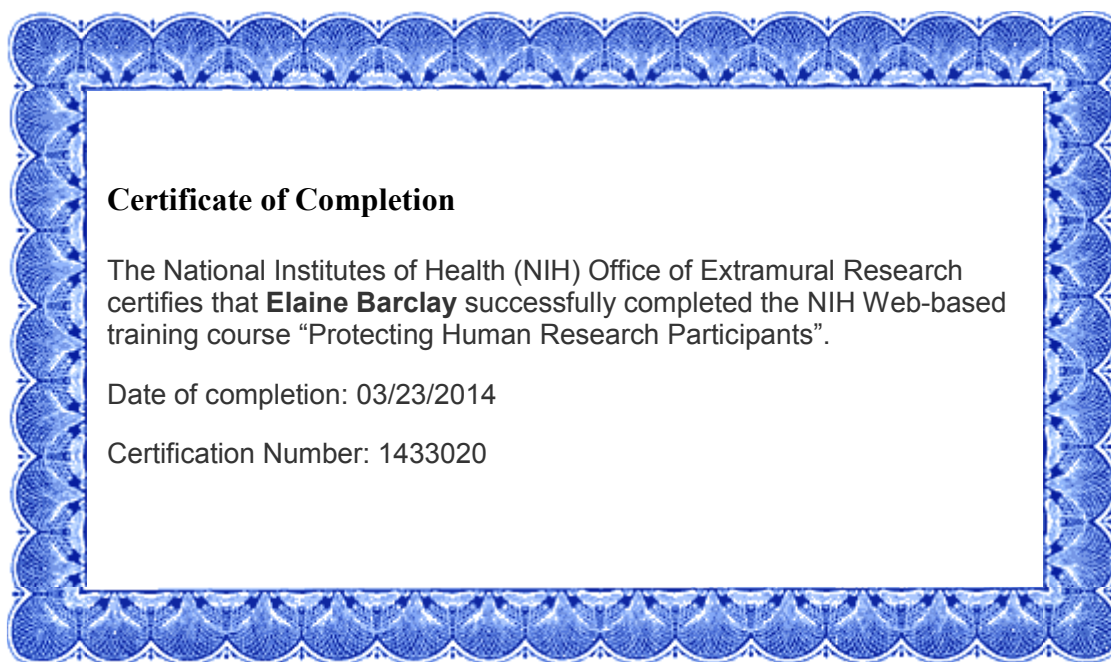 Certificate of Completion
The National Institutes of Health (NIH) Office of Extramural Research
certifies that Elaine Barclay successfully completed the NIH Web-based
training course “Protecting Human Research Participants”.
Date of completion: 03/23/2014
Certification Number: 1433020